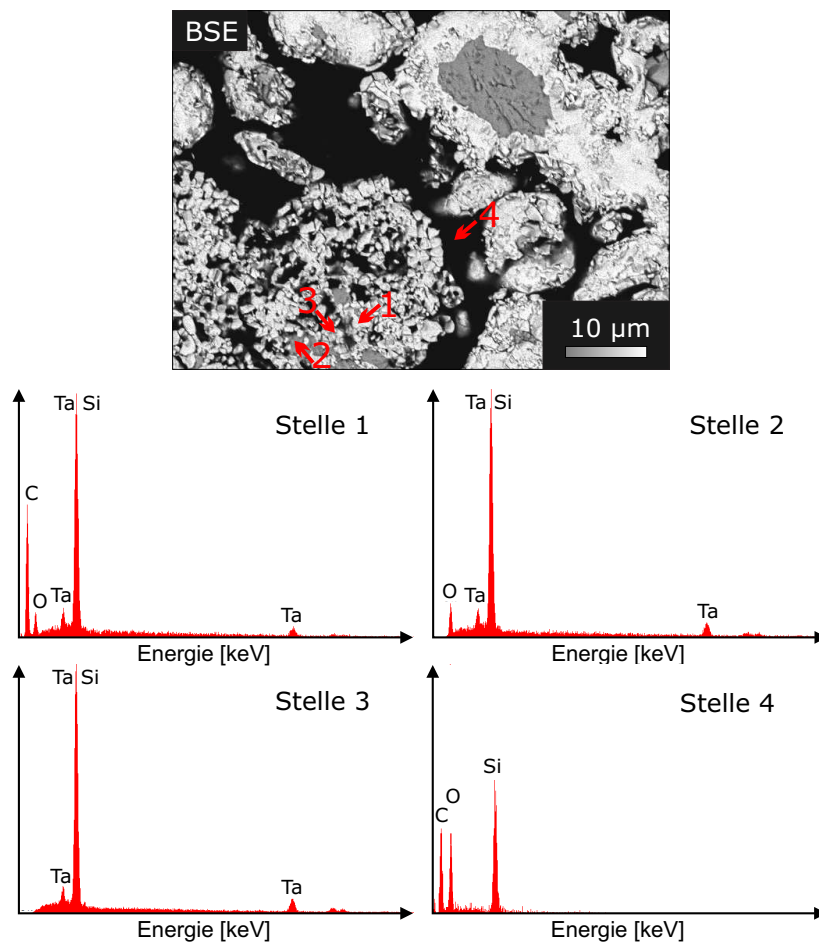 BSE
4
3 1
2
10 µm
Ta Si
Stelle 1
C
O Ta
Ta
Energie [keV]
Ta Si
Stelle 2
O Ta
Ta
Energie [keV]
Ta Si
Stelle 3
Ta
Ta
Energie [keV]
Stelle 4
Si
O
C
Energie [keV]